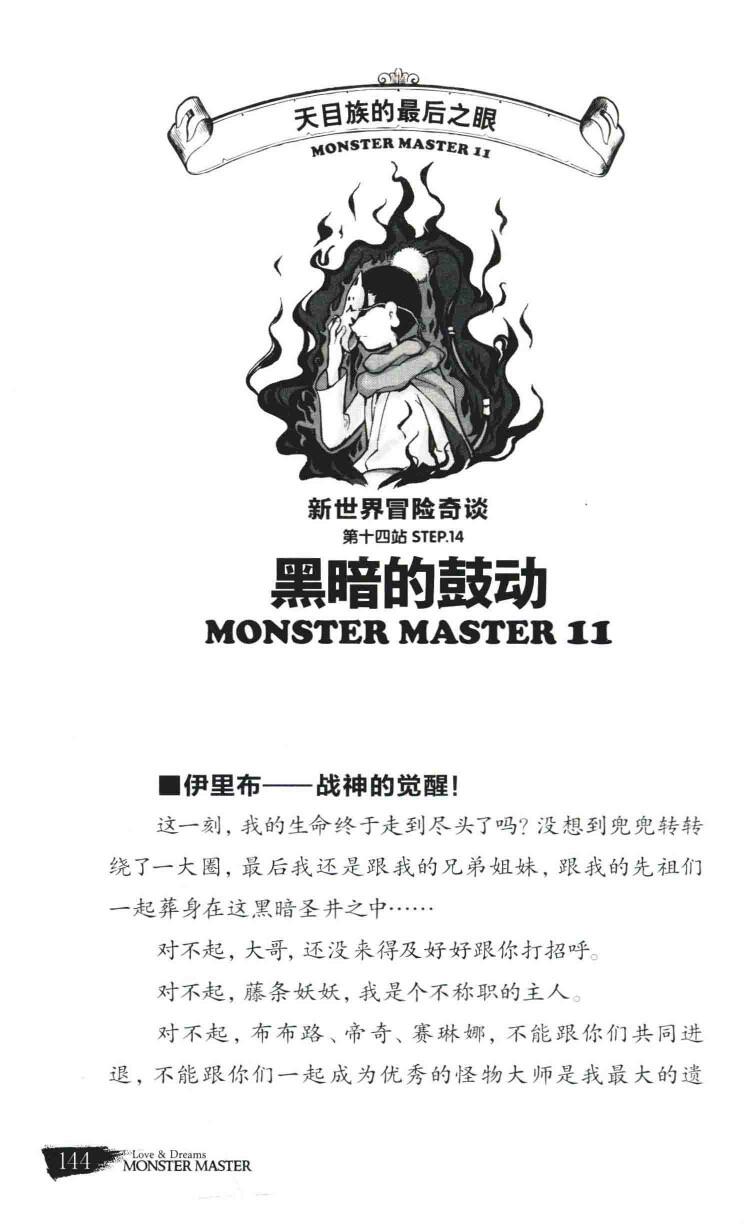 天目族的最后之眼
MONSTER MASTER 11
新世界冒险奇谈
第十四站 STEP.14
黑暗的鼓动
MONSTER MASTER 11
■伊里布——战神的觉醒！
这一刻，我的生命终于走到尽头了吗？没想到兜兜转转
绕了一大圈，最后我还是跟我的兄弟姐妹，跟我的先祖们
一起葬身在这黑暗圣井之中……
对不起，大哥，还没来得及好好跟你打招呼。
对不起，藤条妖妖，我是个不称职的主人。
对不起，布布路、帝奇、赛琳娜，不能跟你们共同进
退，不能跟你们一起成为优秀的怪物大师是我最大的遗
144
To Love & Dreams
MONSTER MASTER